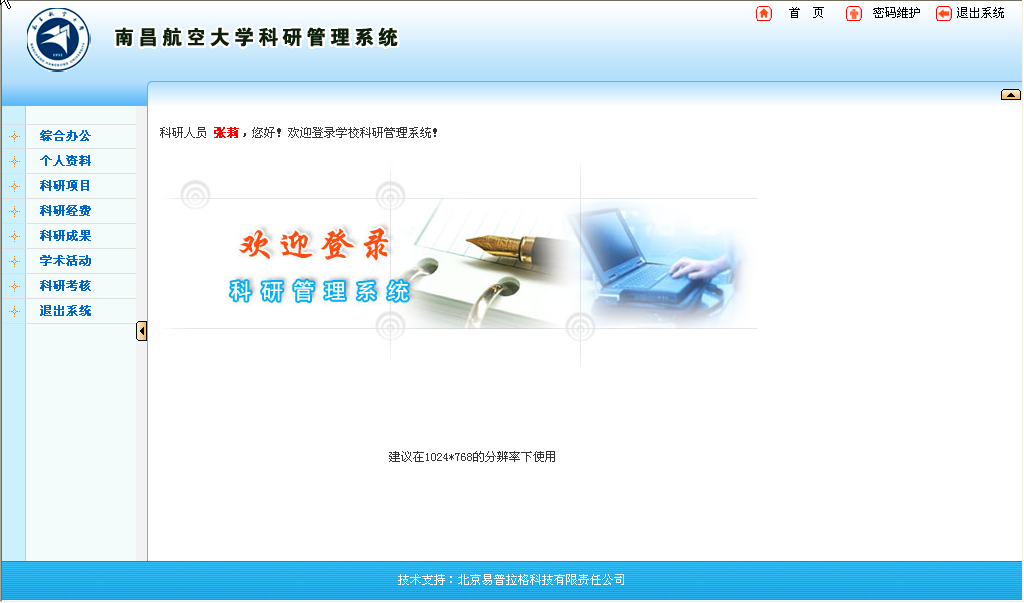 首 页 密码维护 退出系统
南昌航空大学科研管理系统
科研人员 张莉，您好！欢迎登录学校科研管理系统！
综合办公
个人资料
科研项目
科研经费
科研成果
学术活动
科研考核
退出系统
欢迎登录
科研管理系统
建议在1024*768的分辨率下使用
技术支持：北京易普拉格科技有限责任公司